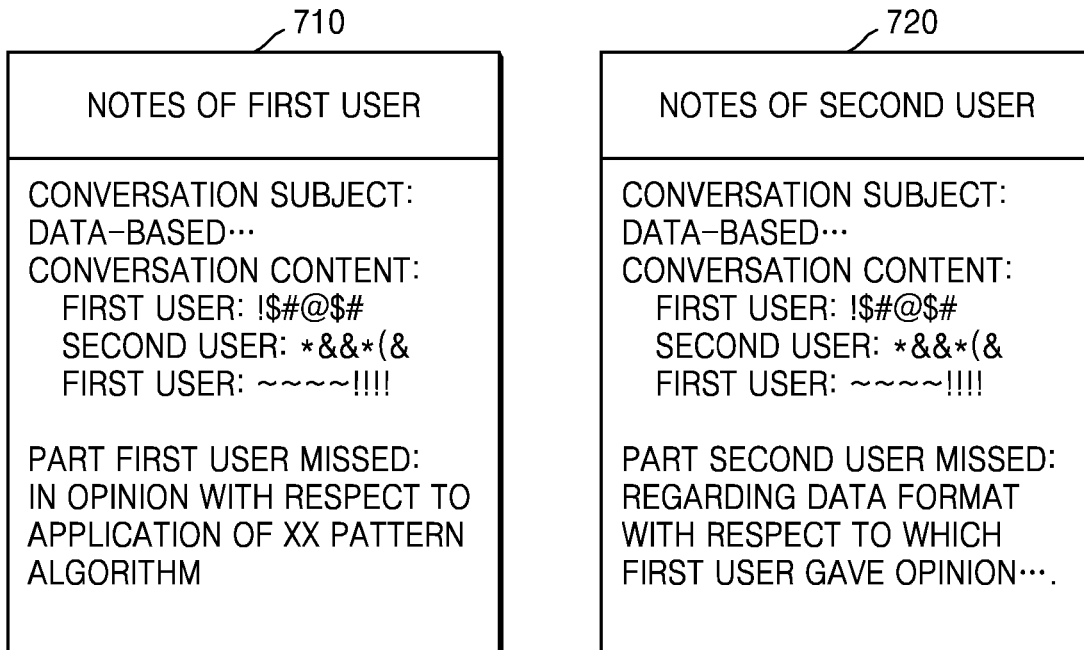 710
NOTES OF FIRST USER
CONVERSATION SUBJECT:
DATA-BASED⋯
CONVERSATION CONTENT:
FIRST USER: !$#@$#
SECOND USER: *&&*(&
FIRST USER: ~~~~!!!!
PART FIRST USER MISSED:
IN OPINION WITH RESPECT TO
APPLICATION OF XX PATTERN
ALGORITHM
720
NOTES OF SECOND USER
CONVERSATION SUBJECT:
DATA-BASED⋯
CONVERSATION CONTENT:
FIRST USER: !$#@$#
SECOND USER: *&&*(&
FIRST USER: ~~~~!!!!
PART SECOND USER MISSED:
REGARDING DATA FORMAT
WITH RESPECT TO WHICH
FIRST USER GAVE OPINION⋯.